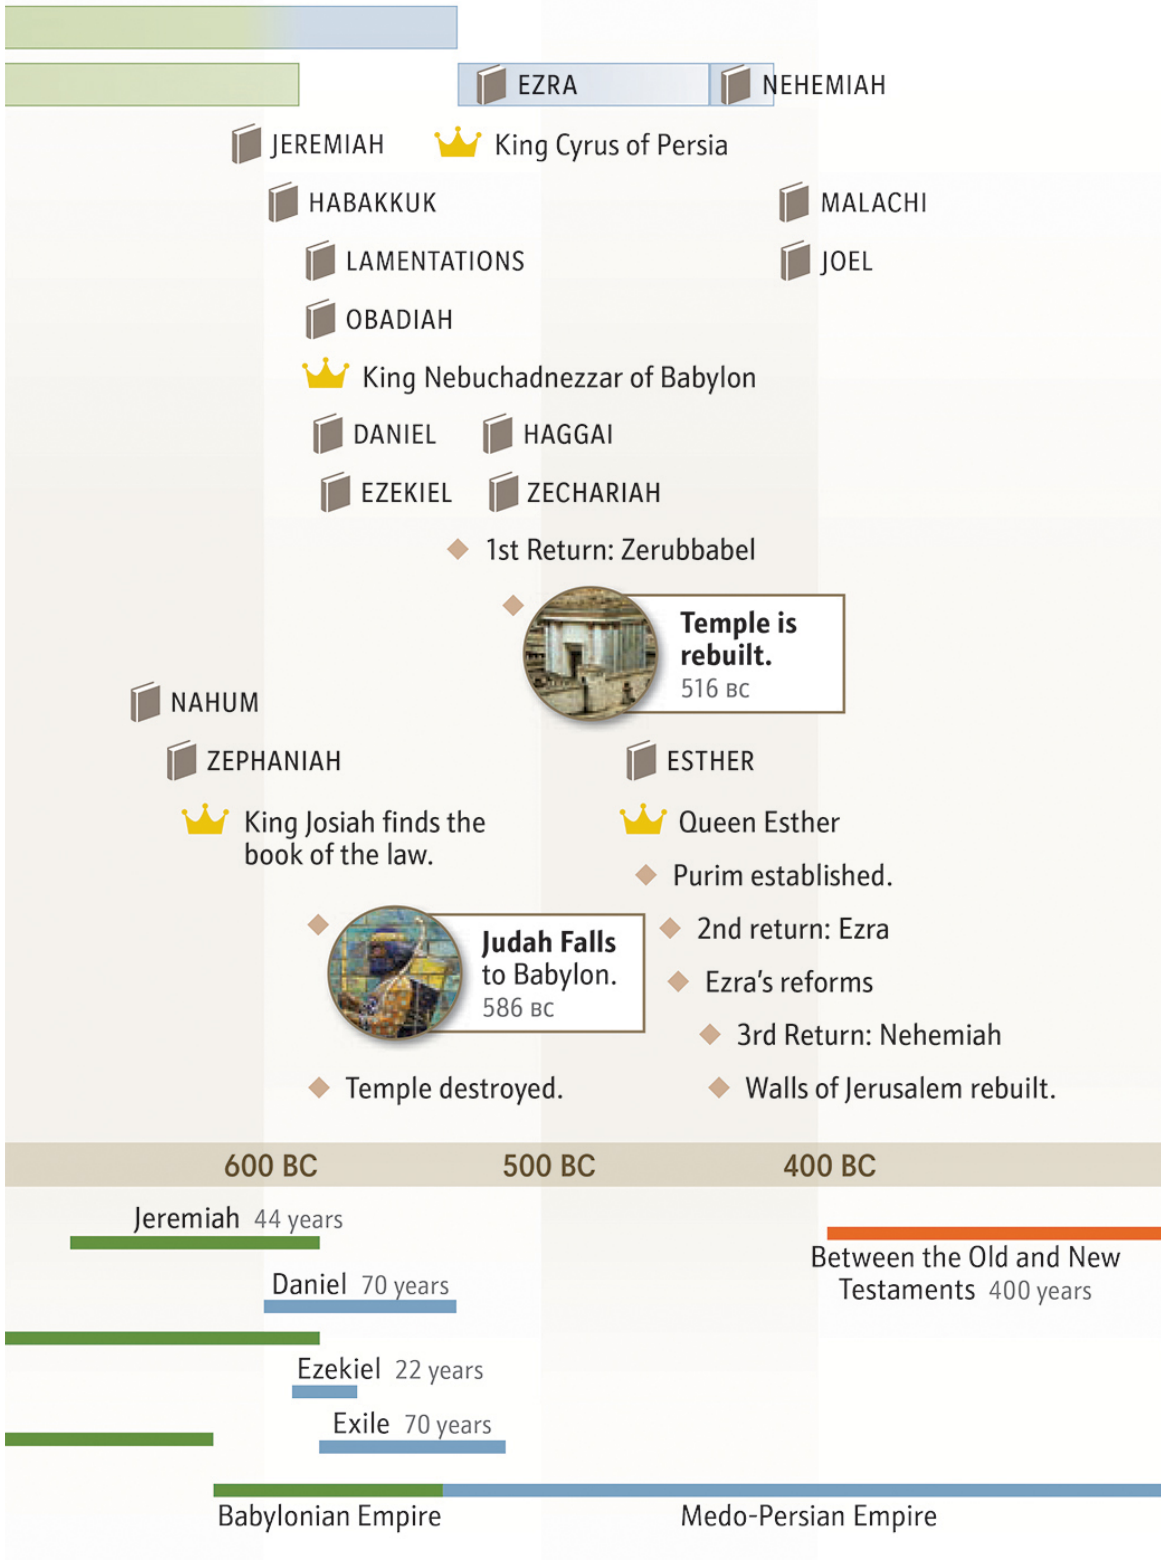 EZRA
NEHEMIAH
JEREMIAH
King Cyrus of Persia
HABAKKUK
MALACHI
LAMENTATIONS
JOEL
OBADIAH
King Nebuchadnezzar of Babylon
DANIEL
HAGGAI
EZEKIEL
ZECHARIAH
1st Return: Zerubbabel
Temple is
rebuilt.
516 BC
NAHUM
ZEPHANIAH
ESTHER
King Josiah finds the
book of the law.
Queen Esther
Purim established.
Judah Falls
to Babylon.
586 BC
2nd return: Ezra
Ezra's reforms
3rd Return: Nehemiah
Temple destroyed.
Walls of Jerusalem rebuilt.
600 BC
500 BC
400 BC
Jeremiah 44 years
Between the Old and New
Testaments 400 years
Daniel 70 years
Ezekiel 22 years
Exile 70 years
Babylonian Empire
Medo-Persian Empire